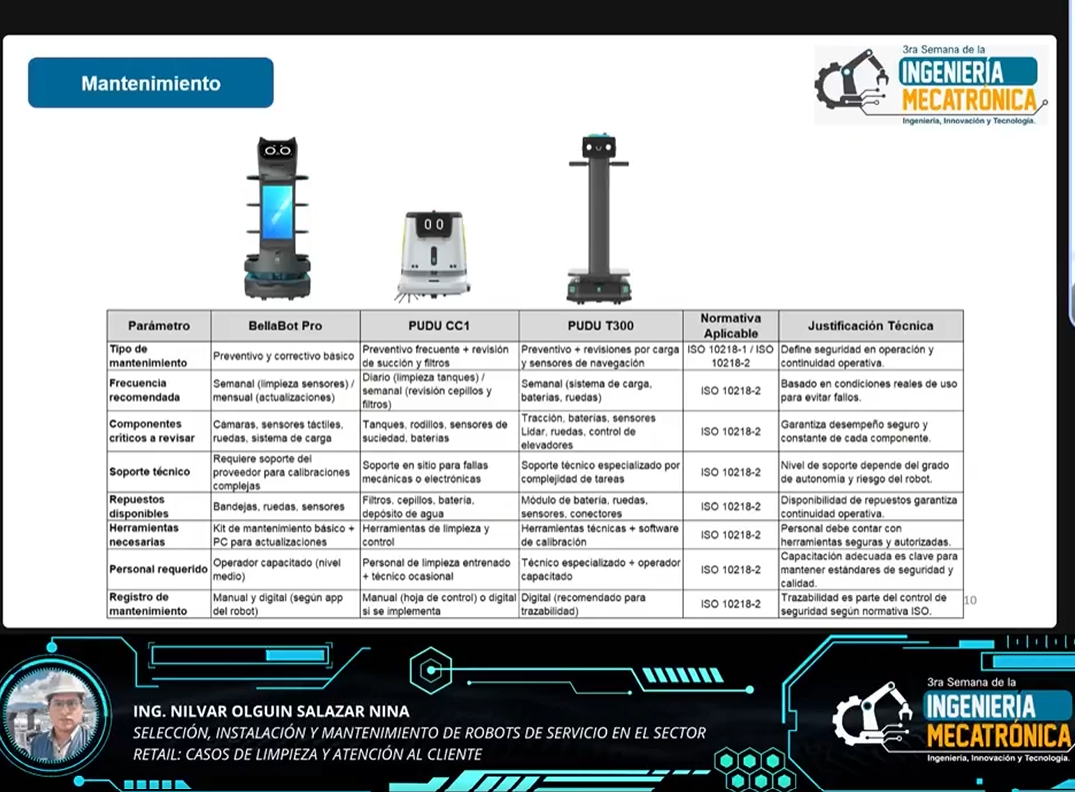 Mantenimiento
3ra Semana de la
INGENIERÍA
MECATRÓNICA
Ingeniería, Innovación y Tecnología.
Parámetro BellaBot Pro PUDU CC1 PUDU T300 Normativa Aplicable Justificación Técnica
Tipo de mantenimiento Preventivo y correctivo básico Preventivo frecuente + revisión de succión y filtros Preventivo + revisiones por carga y sensores de navegación ISO 10218-1 / ISO 10218-2 Define seguridad en operación y continuidad operativa.
Frecuencia recomendada Semanal (limpieza sensores) / mensual (actualizaciones) Diario (limpieza tanques) / semanal (revisión cepillos y filtros) Semanal (sistema de carga, baterias, ruedas) ISO 10218-2 Basado en condiciones reales de uso para evitar fallos.
Componentes críticos a revisar Cámaras, sensores táctiles, ruedas, sistema de carga Tanques, rodillos, sensores de suciedad, baterias Tracción, baterias, sensores Lidar, ruedas, control de elevadores ISO 10218-2 Garantiza desempeño seguro y constante de cada componente.
Soporte técnico Requiere soporte del proveedor para calibraciones complejas Soporte en sitio para fallas mecánicas o electrónicas Soporte técnico especializado por complejidad de tareas ISO 10218-2 Nivel de soporte depende del grado de autonomía y riesgo del robot.
Repuestos disponibles Bandejas, ruedas, sensores Filtros, cepillos, batería, depósito de agua Módulo de batería, ruedas, sensores, conectores ISO 10218-2 Disponibilidad de repuestos garantiza continuidad operativa.
Herramientas necesarias Kit de mantenimiento básico + PC para actualizaciones Herramientas de limpieza y control Herramientas técnicas + software de calibración ISO 10218-2 Personal debe contar con herramientas seguras y autorizadas.
Personal requerido Operador capacitado (nivel medio) Personal de limpieza entrenado + técnico ocasional Técnico especializado + operador capacitado ISO 10218-2 Capacitación adecuada es clave para mantener estándares de seguridad y calidad.
Registro de mantenimiento Manual y digital (según app del robot) Manual (hoja de control) o digital si se implementa Digital (recomendado para trazabilidad) ISO 10218-2 Trazabilidad es parte del control de seguridad según normativa ISO.
10
ING. NILVAR OLGUIN SALAZAR NINA
SELECCIÓN, INSTALACIÓN Y MANTENIMIENTO DE ROBOTS DE SERVICIO EN EL SECTOR
RETAIL: CASOS DE LIMPIEZA Y ATENCIÓN AL CLIENTE
3ra Semana de la
INGENIERÍA
MECATRÓNICA
Ingeniería, Innovación y Tecnología.